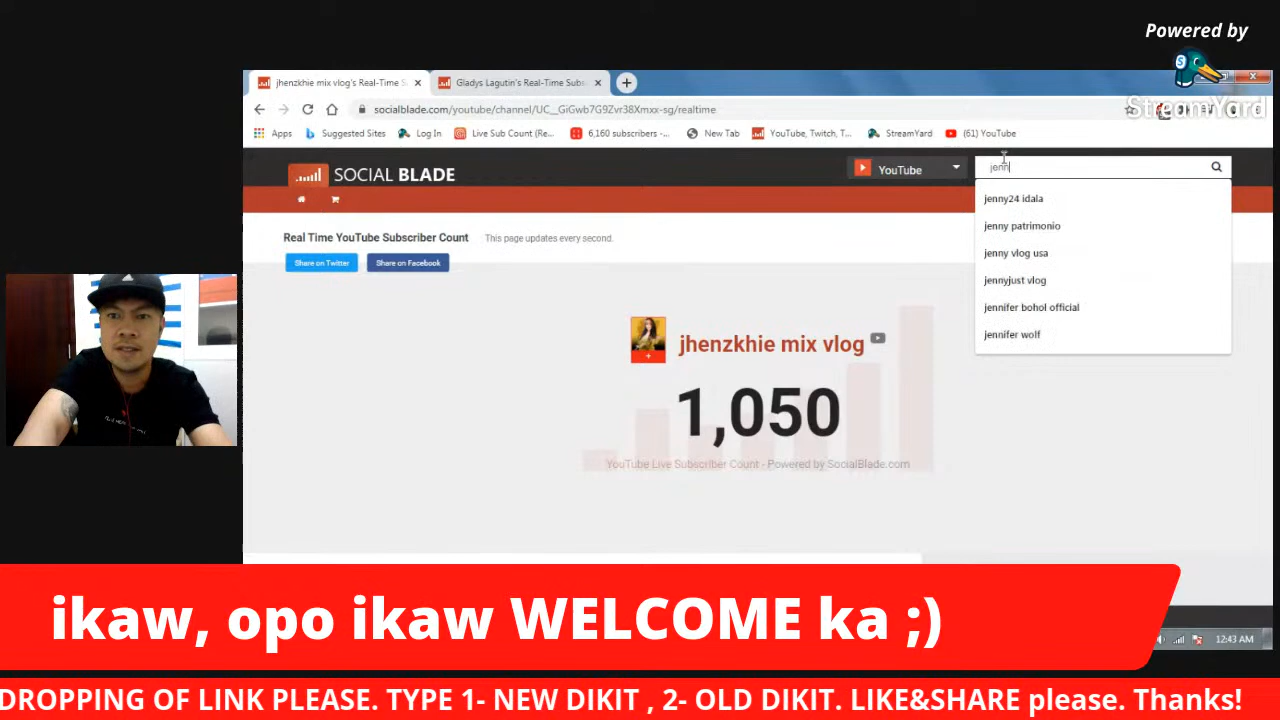 Powered by
StreamYard
jhenzkhie mix vlog's Real-Time S
Gladys Lagutin's Real-Time Subs
socialblade.com/youtube/channel/UC__GiGwb7G9Zvr38Xmxx-sg/realtime
Apps
Suggested Sites
Log In
Live Sub Count (Re...
6,160 subscribers -...
New Tab
YouTube, Twitch, T...
StreamYard
(61) YouTube
SOCIAL BLADE
YouTube
jenn
jenny24 idala
jenny patrimonio
jenny vlog usa
jennyjust vlog
jennifer bohol official
jennifer wolf
Real Time YouTube Subscriber Count
This page updates every second.
Share on Twitter
Share on Facebook
jhenzkhie mix vlog
1,050
YouTube Live Subscriber Count - Powered by SocialBlade.com
ikaw, opo ikaw WELCOME ka ;)
12:43 AM
DROPPING OF LINK PLEASE. TYPE 1- NEW DIKIT , 2- OLD DIKIT. LIKE&SHARE please. Thanks!